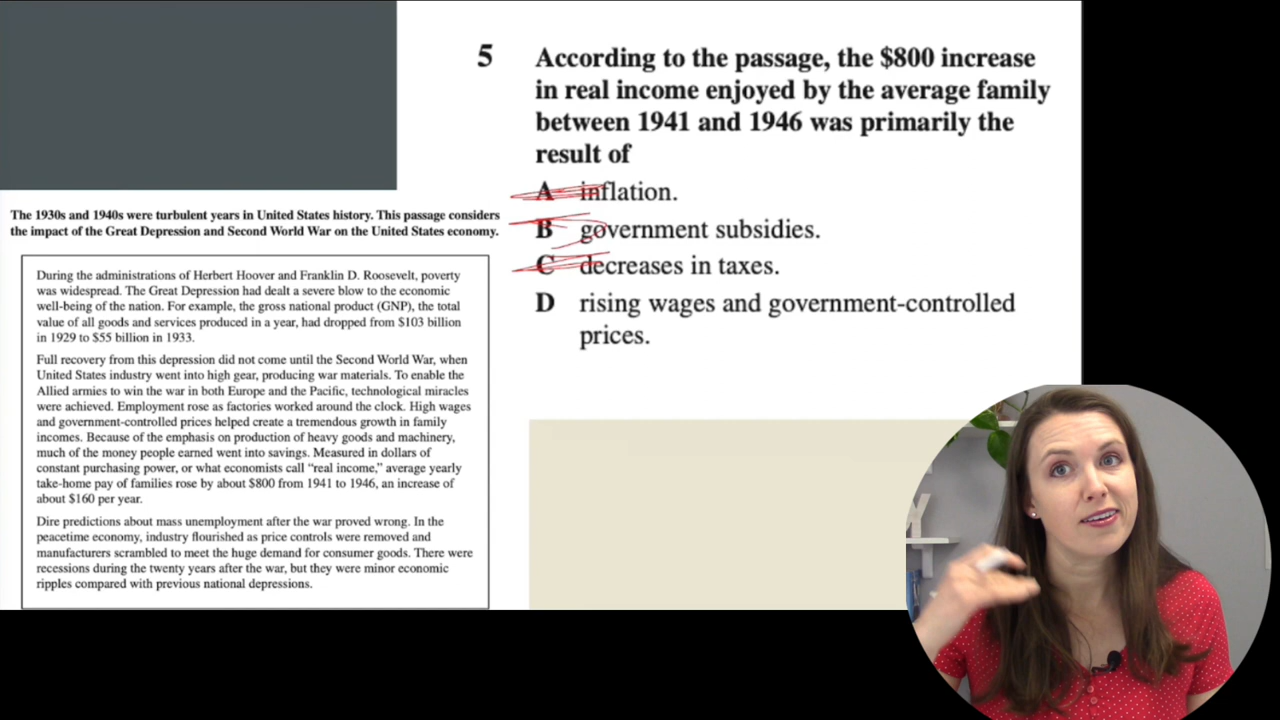 The 1930s and 1940s were turbulent years in United States history. This passage considers
the impact of the Great Depression and Second World War on the United States economy.
During the administrations of Herbert Hoover and Franklin D. Roosevelt, poverty
was widespread. The Great Depression had dealt a severe blow to the economic
well-being of the nation. For example, the gross national product (GNP), the total
value of all goods and services produced in a year, had dropped from $103 billion
in 1929 to $55 billion in 1933.
Full recovery from this depression did not come until the Second World War, when
United States industry went into high gear, producing war materials. To enable the
Allied armies to win the war in both Europe and the Pacific, technological miracles
were achieved. Employment rose as factories worked around the clock. High wages
and government-controlled prices helped create a tremendous growth in family
incomes. Because of the emphasis on production of heavy goods and machinery,
much of the money people earned went into savings. Measured in dollars of
constant purchasing power, or what economists call “real income,” average yearly
take-home pay of families rose by about $800 from 1941 to 1946, an increase of
about $160 per year.
Dire predictions about mass unemployment after the war proved wrong. In the
peacetime economy, industry flourished as price controls were removed and
manufacturers scrambled to meet the huge demand for consumer goods. There were
recessions during the twenty years after the war, but they were minor economic
ripples compared with previous national depressions.
5 According to the passage, the $800 increase
in real income enjoyed by the average family
between 1941 and 1946 was primarily the
result of
A inflation.
B government subsidies.
C decreases in taxes.
D rising wages and government-controlled
prices.